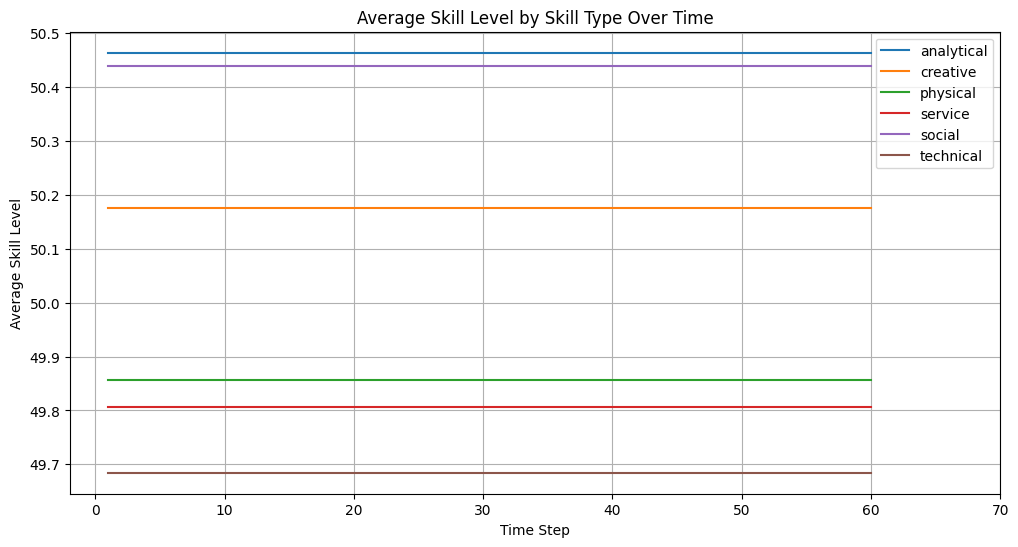 Average Skill Level by Skill Type Over Time
50.5
50.4
50.3
50.2
50.1
50.0
49.9
49.8
49.7
Average Skill Level
analytical
creative
physical
service
social
technical
0 10 20 30 40 50 60 70
Time Step